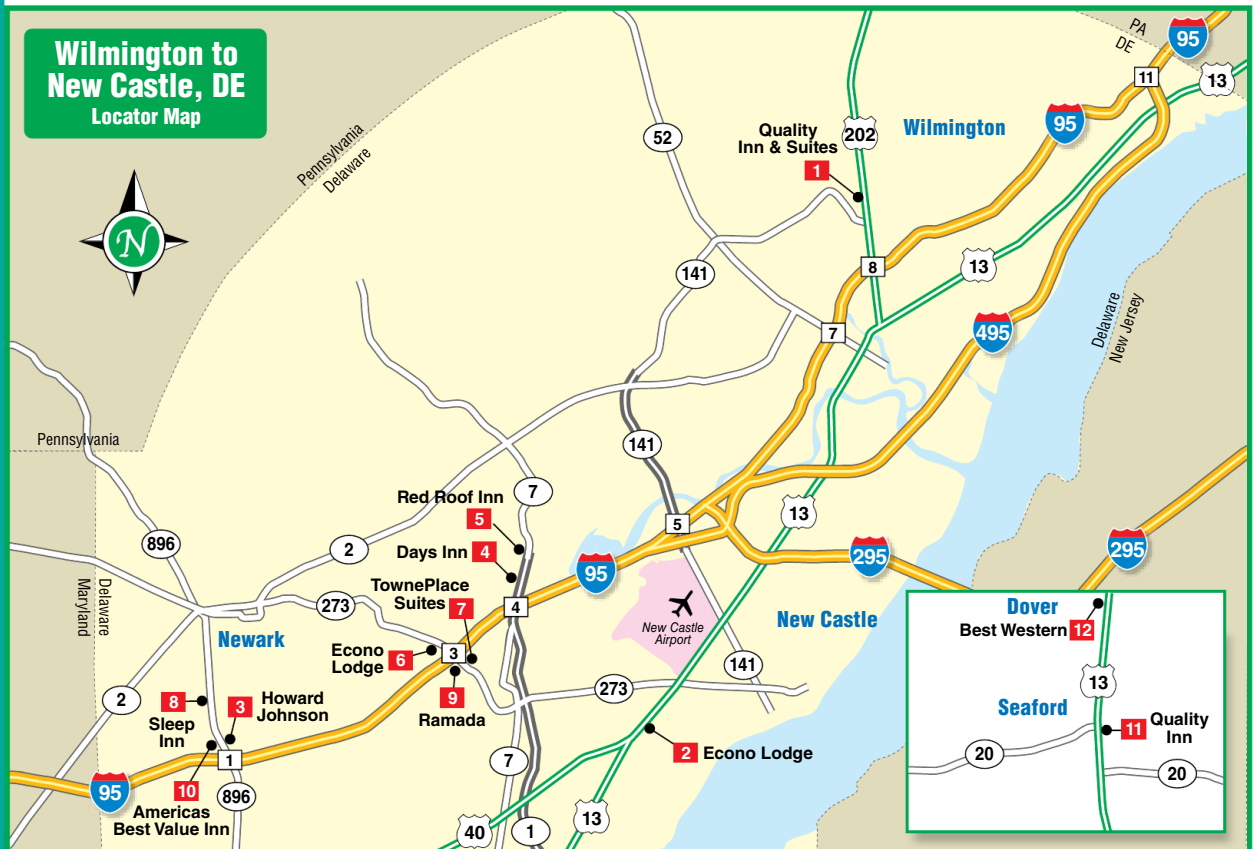 Wilmington to
New Castle, DE
Locator Map
N
PA
DE
95
11
13
Pennsylvania
Delaware
52
Quality
Inn & Suites
1
202
Wilmington
95
141
8
13
7
495
Delaware
New Jersey
Pennsylvania
141
Red Roof Inn
5
7
13
5
896
2
Days Inn
4
95
295
295
Maryland
Delaware
TownePlace
Suites
7
4
273
Newark
New Castle
Airport
New Castle
Econo
Lodge
6
3
141
2
8
Sleep
Inn
3
Howard
Johnson
9
Ramada
273
1
2
Econo Lodge
7
95
10
Americas
Best Value Inn
896
40
1
13
Dover
Best Western
12
13
Seaford
11
Quality
Inn
20
20